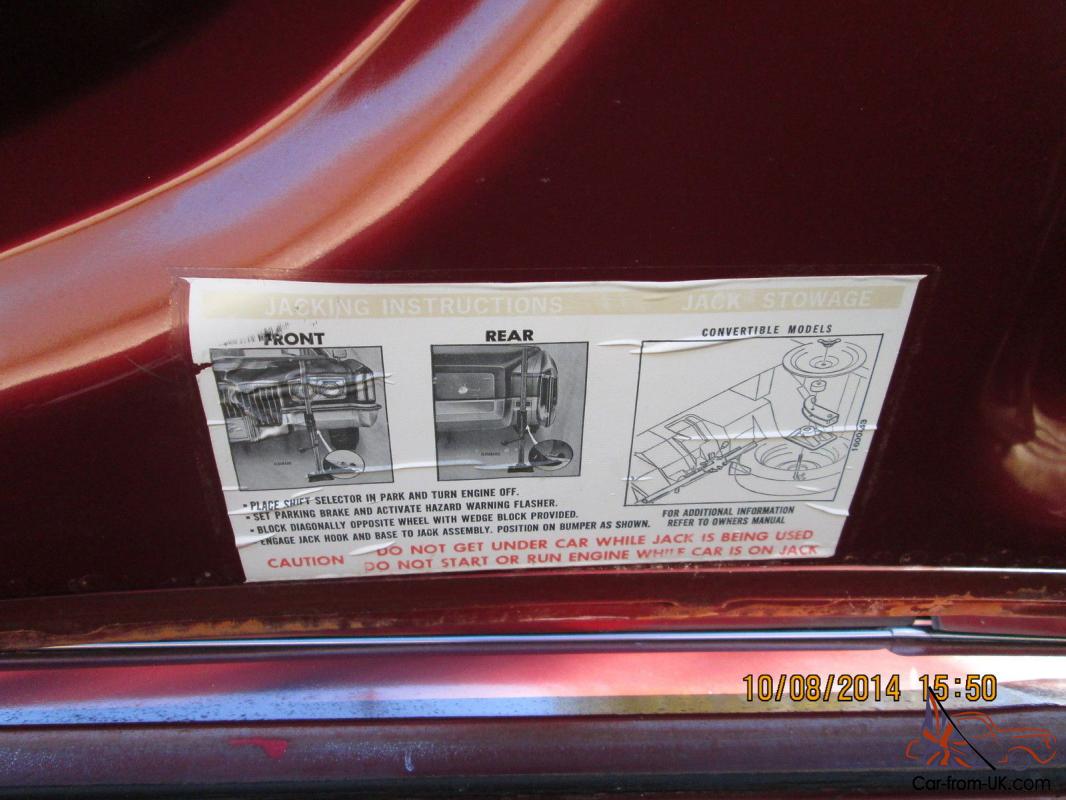 JACKING INSTRUCTIONS JACK STOWAGE
FRONT REAR CONVERTIBLE MODELS
• PLACE SHIFT SELECTOR IN PARK AND TURN ENGINE OFF.
• SET PARKING BRAKE AND ACTIVATE HAZARD WARNING FLASHER.
• BLOCK DIAGONALLY OPPOSITE WHEEL WITH WEDGE BLOCK PROVIDED.
• ENGAGE JACK HOOK AND BASE TO JACK ASSEMBLY. POSITION ON BUMPER AS SHOWN.
FOR ADDITIONAL INFORMATION
REFER TO OWNERS MANUAL
CAUTION DO NOT GET UNDER CAR WHILE JACK IS BEING USED
DO NOT START OR RUN ENGINE WHILE CAR IS ON JACK
10/08/2014 15:50
Car-from-UK.com